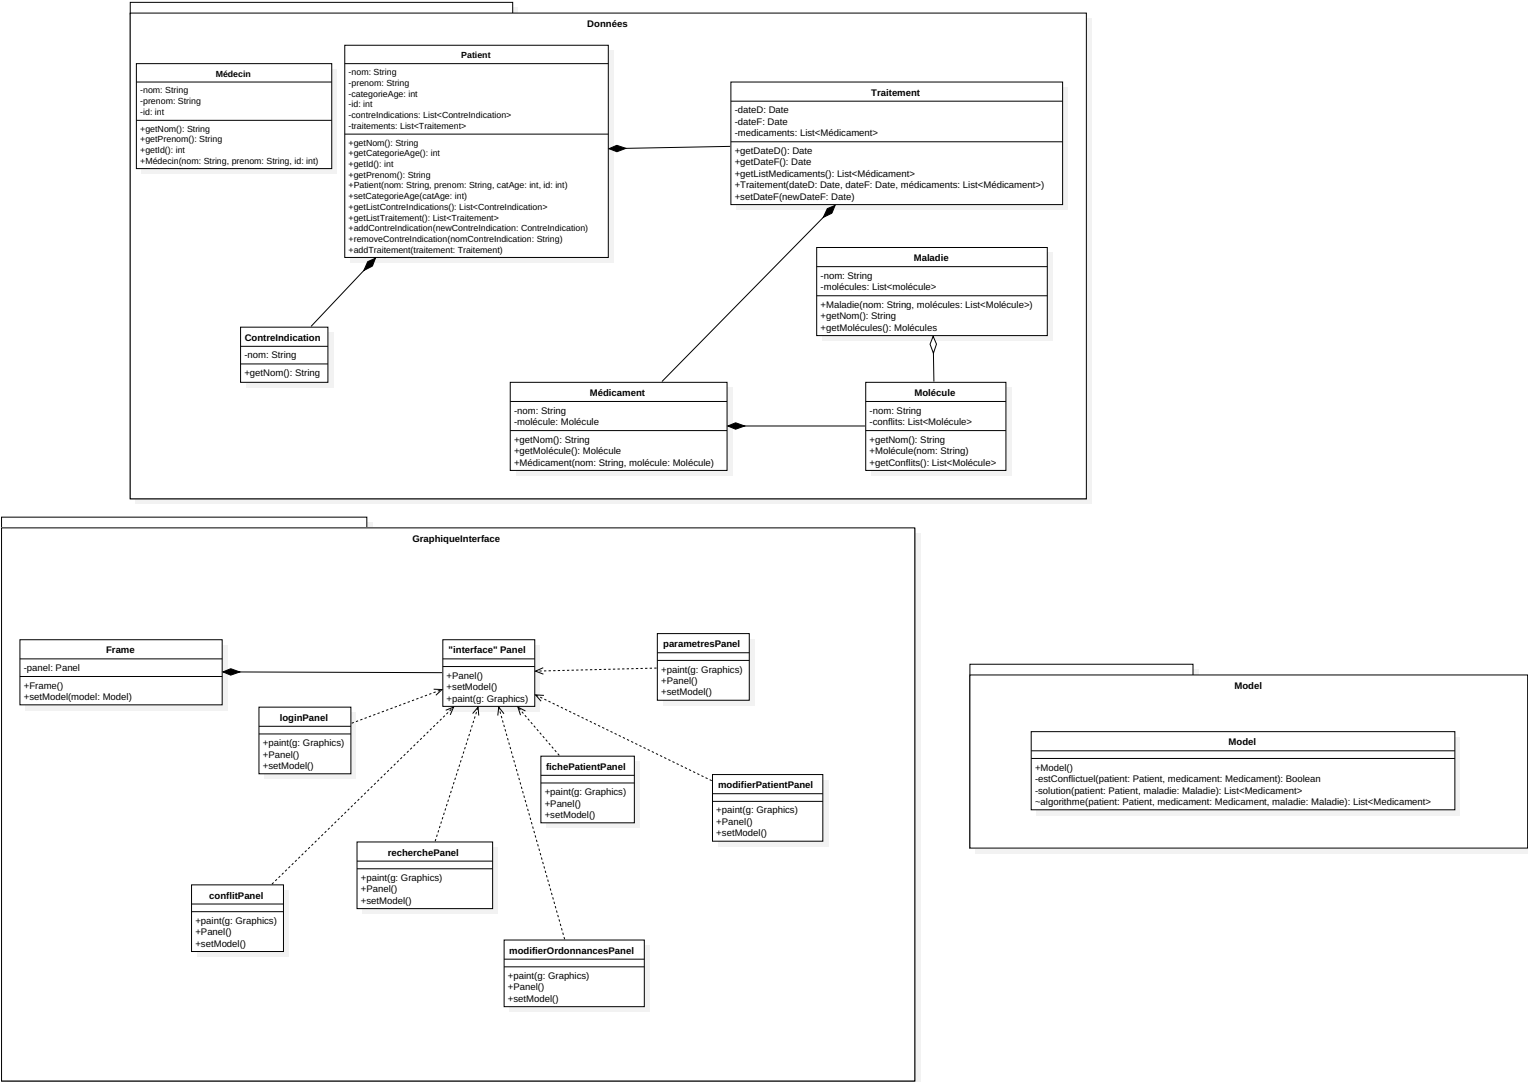 Données
Médecin
-nom: String
-prenom: String
-id: int
+getNom(): String
+getPrenom(): String
+getId(): int
+Médecin(nom: String, prenom: String, id: int)
Patient
-nom: String
-prenom: String
-categorieAge: int
-id: int
-contreIndications: List<ContreIndication>
-traitements: List<Traitement>
+getNom(): String
+getCategorieAge(): int
+getId(): int
+getPrenom(): String
+Patient(nom: String, prenom: String, catAge: int, id: int)
+setCategorieAge(catAge: int)
+getListContreIndications(): List<ContreIndication>
+getListTraitement(): List<Traitement>
+addContreIndication(newContreIndication: ContreIndication)
+removeContreIndication(nomContreIndication: String)
+addTraitement(traitement: Traitement)
Traitement
-dateD: Date
-dateF: Date
-medicaments: List<Médicament>
+getDateD(): Date
+getDateF(): Date
+getListMedicaments(): List<Médicament>
+Traitement(dateD: Date, dateF: Date, médicaments: List<Médicament>)
+setDateF(newDateF: Date)
Maladie
-nom: String
-molécules: List<molécule>
+Maladie(nom: String, molécules: List<Molécule>)
+getNom(): String
+getMolécules(): Molécules
ContreIndication
-nom: String
+getNom(): String
Médicament
-nom: String
-molécule: Molécule
+getNom(): String
+getMolécule(): Molécule
+Médicament(nom: String, molécule: Molécule)
Molécule
-nom: String
-conflits: List<Molécule>
+getNom(): String
+Molécule(nom: String)
+getConflits(): List<Molécule>
GraphiqueInterface
Frame
-panel: Panel
+Frame()
+setModel(model: Model)
"interface" Panel
+Panel()
+setModel()
+paint(g: Graphics)
parametresPanel
+paint(g: Graphics)
+Panel()
+setModel()
loginPanel
+paint(g: Graphics)
+Panel()
+setModel()
fichePatientPanel
+paint(g: Graphics)
+Panel()
+setModel()
modifierPatientPanel
+paint(g: Graphics)
+Panel()
+setModel()
recherchePanel
+paint(g: Graphics)
+Panel()
+setModel()
conflitPanel
+paint(g: Graphics)
+Panel()
+setModel()
modifierOrdonnancesPanel
+paint(g: Graphics)
+Panel()
+setModel()
Model
Model
+Model()
-estConflictuel(patient: Patient, medicament: Medicament): Boolean
-solution(patient: Patient, maladie: Maladie): List<Medicament>
~algorithme(patient: Patient, medicament: Medicament, maladie: Maladie): List<Medicament>